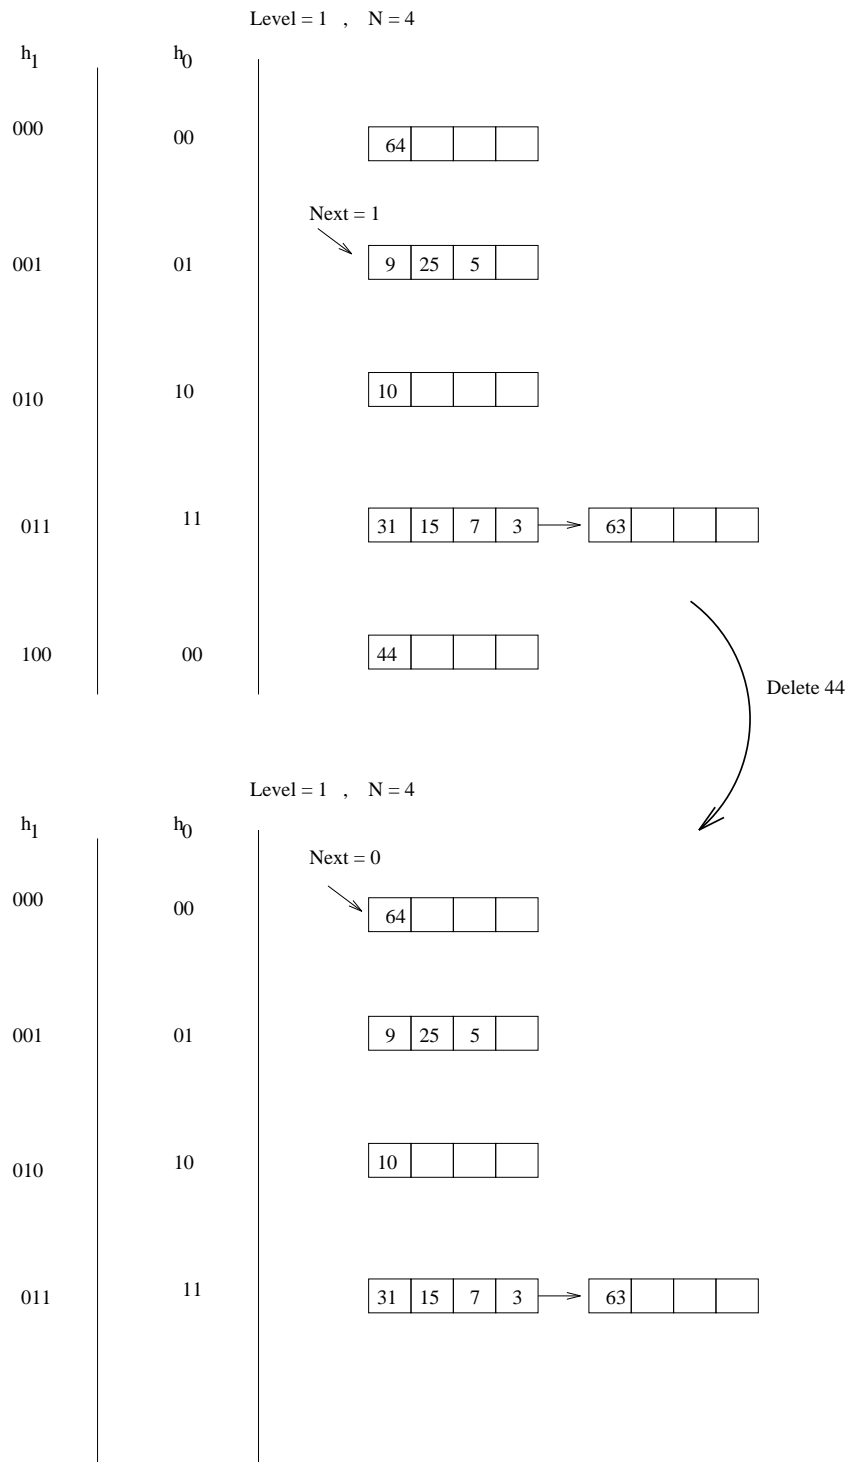 Level = 1 , N = 4
h1 h0
000 00 64
Next = 1
001 01 9 25 5
010 10 10
011 11 31 15 7 3 63
100 00 44
Delete 44
Level = 1 , N = 4
h1 h0
Next = 0
000 00 64
001 01 9 25 5
010 10 10
011 11 31 15 7 3 63